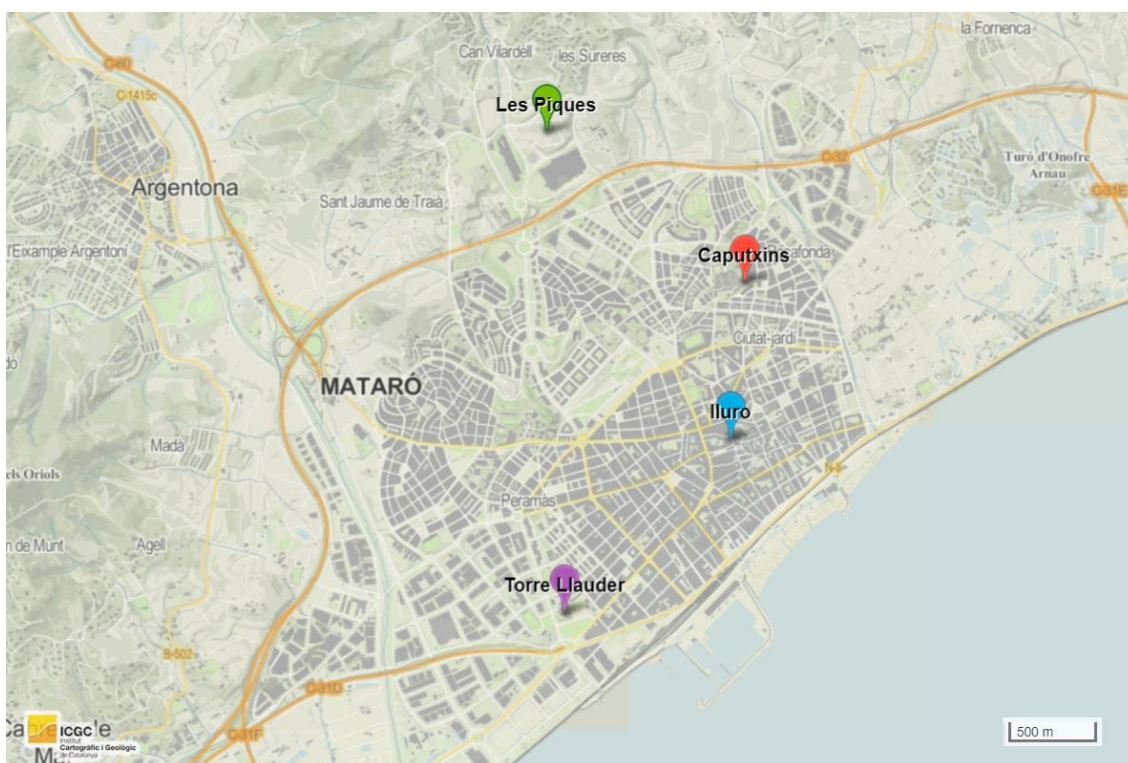 la Fornenca
Can Vilardell
les Sureres
C-60
C-1415c
Les Piques
C-32
Turó d'Onofre
Arnau
Argentona
C-31E
Sant Jaume de Traià
l'Eixample Argentoní
Caputxins
Rocafonda
Ciutat-jardí
MATARÓ
Iluro
Madà
N-II
els Oriols
Peramàs
n de Munt
Agell
Torre Llauder
B-502
C-31D
C-31F
ICGC
Institut
Cartogràfic i Geològic
de Catalunya
500 m